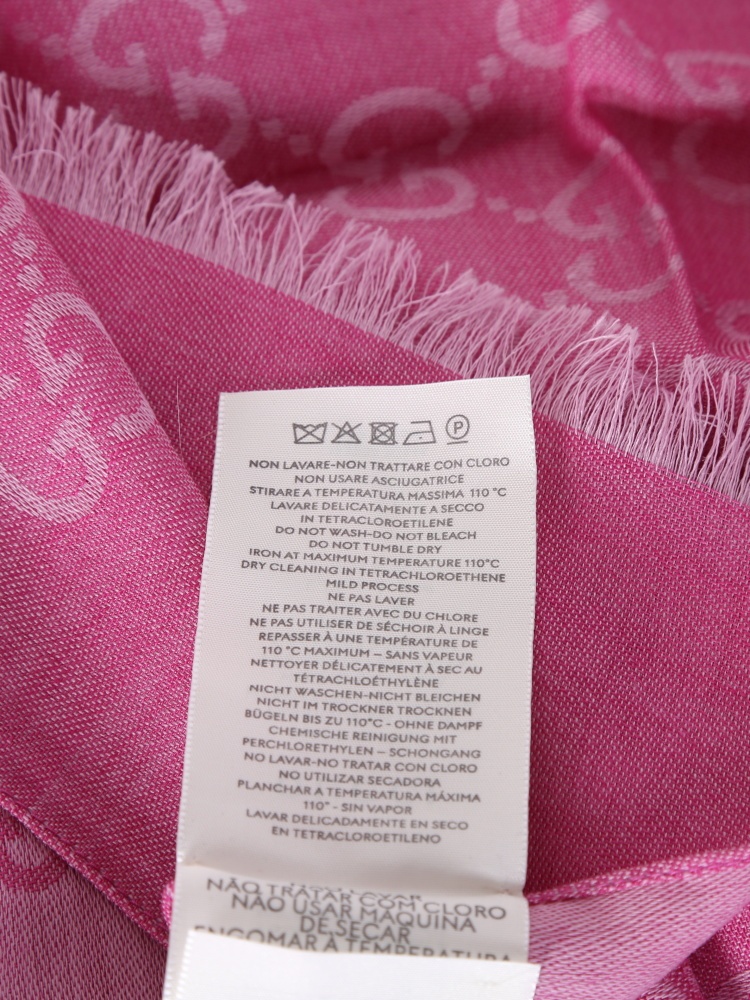 P
NON LAVARE-NON TRATTARE CON CLORO
NON USARE ASCIUGATRICE
STIRARE A TEMPERATURA MASSIMA 110 °C
LAVARE DELICATAMENTE A SECCO
IN TETRACLOROETILENE
DO NOT WASH-DO NOT BLEACH
DO NOT TUMBLE DRY
IRON AT MAXIMUM TEMPERATURE 110°C
DRY CLEANING IN TETRACHLOROETHENE
MILD PROCESS
NE PAS LAVER
NE PAS TRAITER AVEC DU CHLORE
NE PAS UTILISER DE SÉCHOIR À LINGE
REPASSER À UNE TEMPÉRATURE DE
110 °C MAXIMUM – SANS VAPEUR
NETTOYER DÉLICATEMENT À SEC AU
TÉTRACHLOÉTHYLÈNE
NICHT WASCHEN-NICHT BLEICHEN
NICHT IM TROCKNER TROCKNEN
BÜGELN BIS ZU 110°C - OHNE DAMPF
CHEMISCHE REINIGUNG MIT
PERCHLORETHYLEN – SCHONGANG
NO LAVAR-NO TRATAR CON CLORO
NO UTILIZAR SECADORA
PLANCHAR A TEMPERATURA MÁXIMA
110° - SIN VAPOR
LAVAR DELICADAMENTE EN SECO
EN TETRACLOROETILENO
NÃO TRATAR COM CLORO
NÃO USAR MÁQUINA
DE SECAR
ENGOMAR A TEMPERATURA